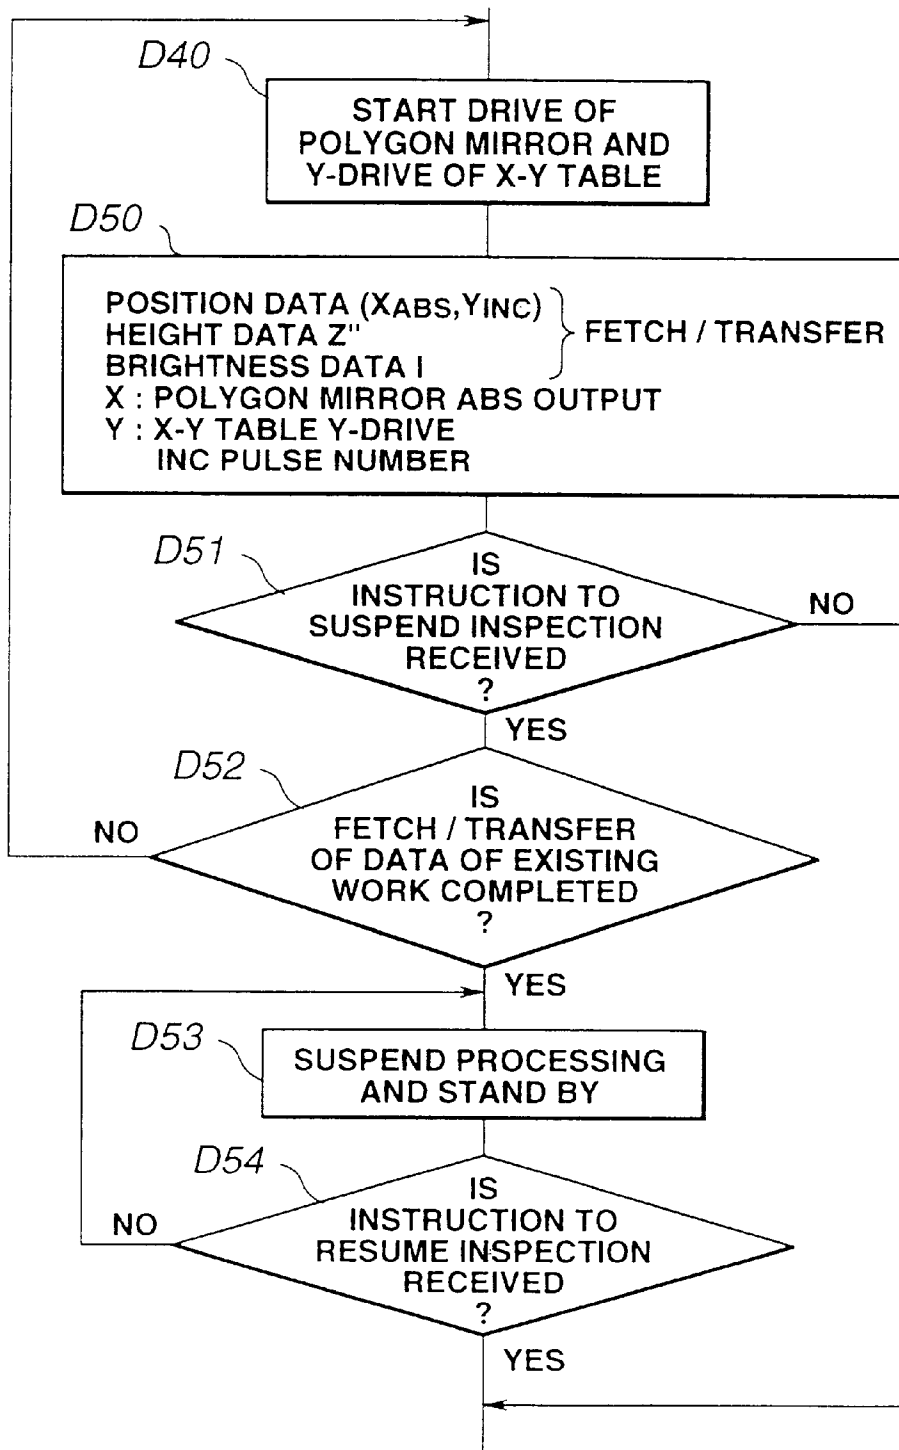 D40
START DRIVE OF
POLYGON MIRROR AND
Y-DRIVE OF X-Y TABLE
D50
POSITION DATA (XABS,YINC)
HEIGHT DATA Z"
BRIGHTNESS DATA I
FETCH / TRANSFER
X : POLYGON MIRROR ABS OUTPUT
Y : X-Y TABLE Y-DRIVE
INC PULSE NUMBER
D51
IS
INSTRUCTION TO
SUSPEND INSPECTION
RECEIVED
?
NO
YES
D52
IS
FETCH / TRANSFER
OF DATA OF EXISTING
WORK COMPLETED
?
NO
YES
D53
SUSPEND PROCESSING
AND STAND BY
D54
IS
INSTRUCTION TO
RESUME INSPECTION
RECEIVED
?
NO
YES